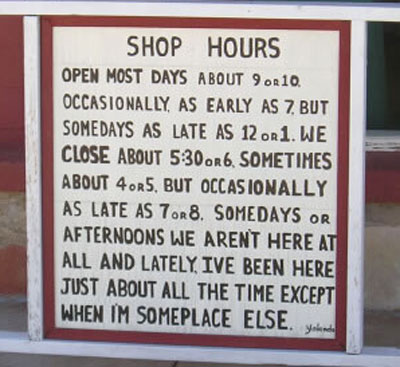 SHOP HOURS
OPEN MOST DAYS ABOUT 9 OR 10,
OCCASIONALLY, AS EARLY AS 7, BUT
SOMEDAYS AS LATE AS 12 OR 1. WE
CLOSE ABOUT 5:30 OR 6, SOMETIMES
ABOUT 4 OR 5, BUT OCCASIONALLY
AS LATE AS 7 OR 8. SOMEDAYS OR
AFTERNOONS WE AREN'T HERE AT
ALL AND LATELY, I'VE BEEN HERE
JUST ABOUT ALL THE TIME EXCEPT
WHEN I'M SOMEPLACE ELSE.